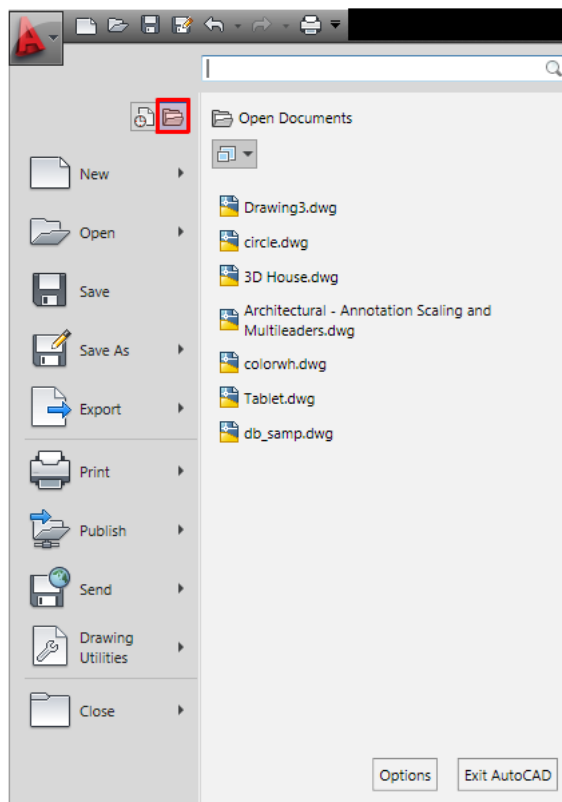 Open Documents
New
Open
Save
Save As
Export
Print
Publish
Send
Drawing
Utilities
Close
Drawing3.dwg
circle.dwg
3D House.dwg
Architectural - Annotation Scaling and
Multileaders.dwg
colorwh.dwg
Tablet.dwg
db_samp.dwg
Options
Exit AutoCAD